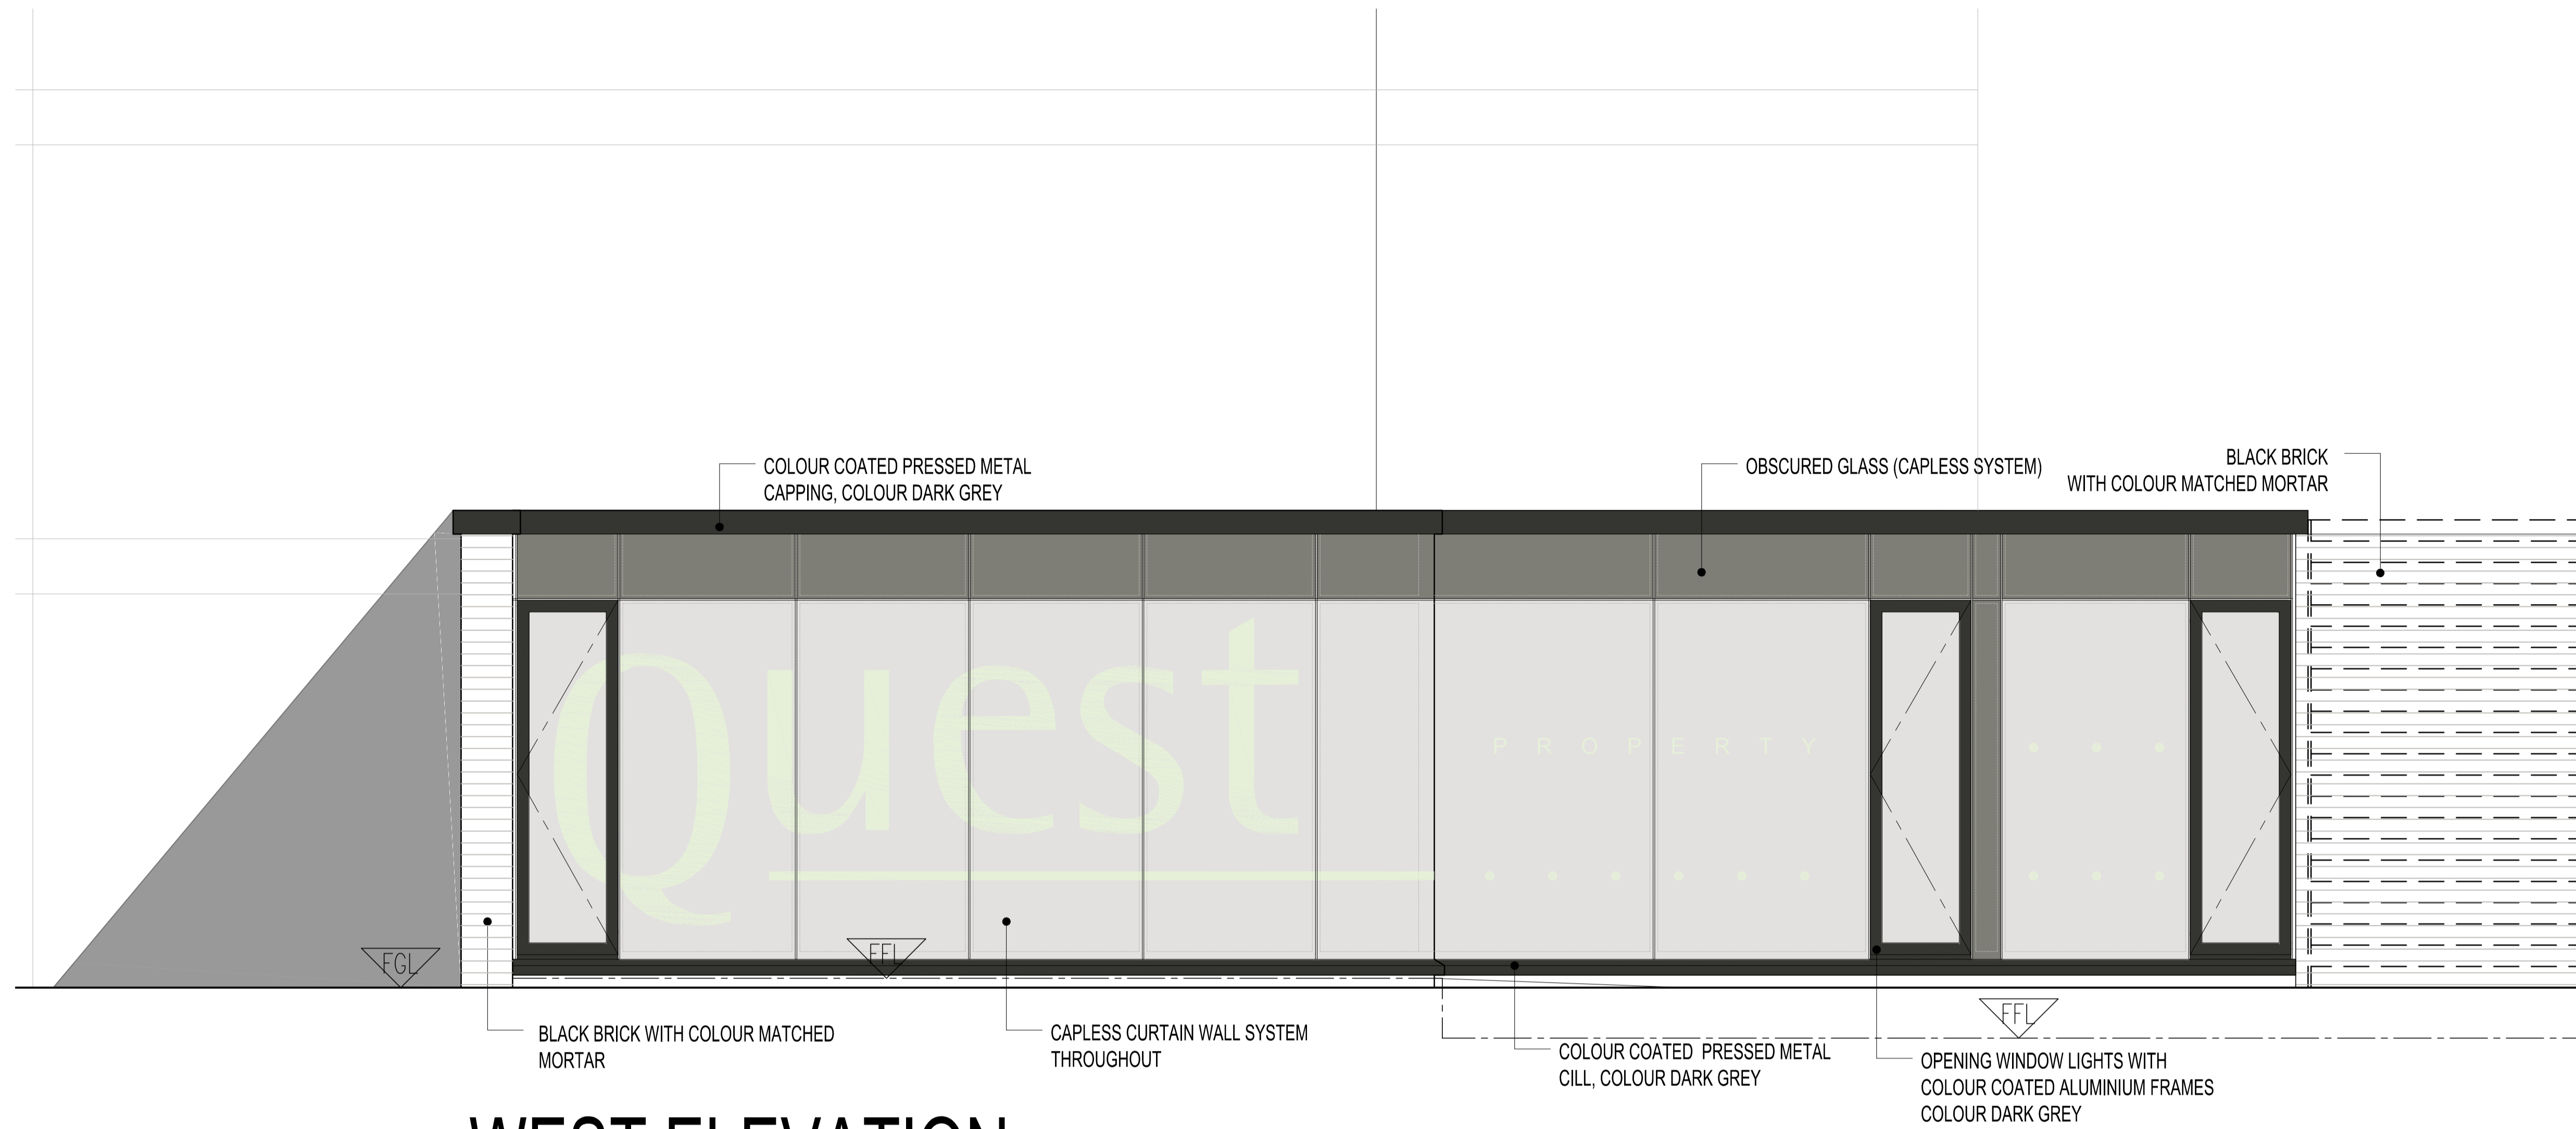 COLOUR COATED PRESSED METAL
CAPPING, COLOUR DARK GREY
OBSCURED GLASS (CAPLESS SYSTEM)
BLACK BRICK
WITH COLOUR MATCHED MORTAR
Quest
PROPERTY
FGL
FFL
FFL
BLACK BRICK WITH COLOUR MATCHED
MORTAR
CAPLESS CURTAIN WALL SYSTEM
THROUGHOUT
COLOUR COATED PRESSED METAL
CILL, COLOUR DARK GREY
OPENING WINDOW LIGHTS WITH
COLOUR COATED ALUMINIUM FRAMES
COLOUR DARK GREY
WEST ELEVATION